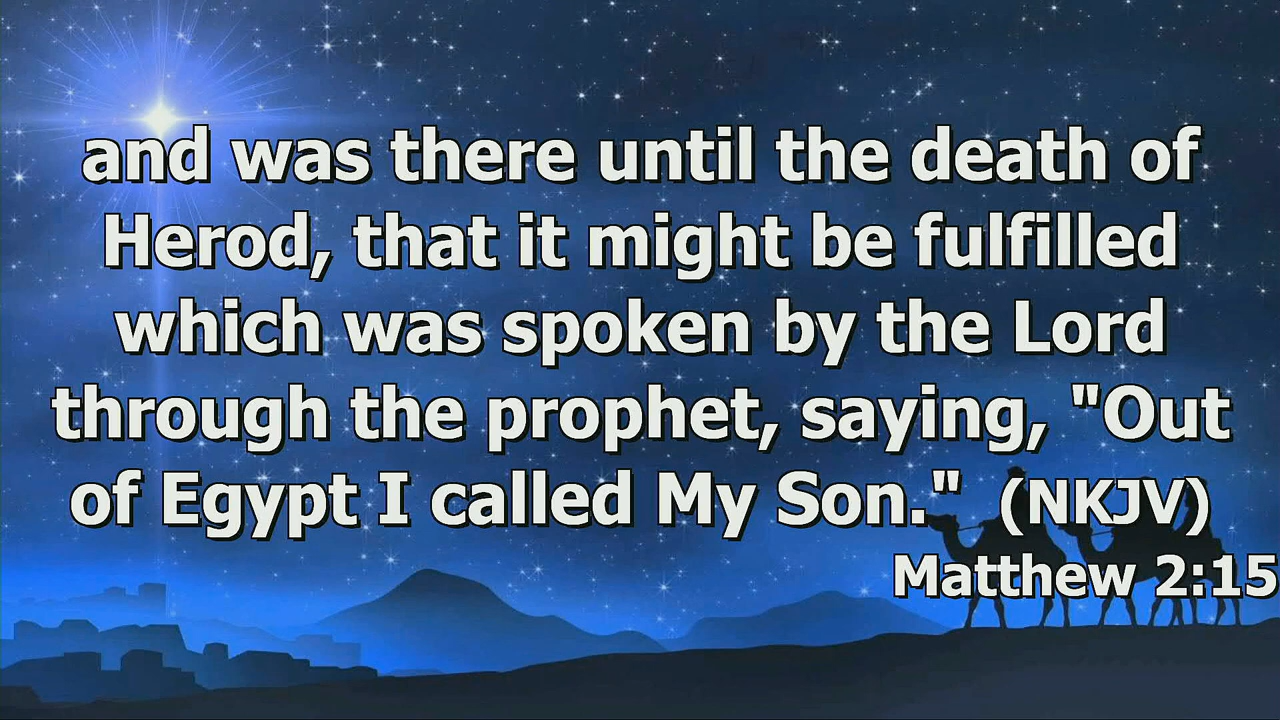 and was there until the death of
Herod, that it might be fulfilled
which was spoken by the Lord
through the prophet, saying, "Out
of Egypt I called My Son." (NKJV)
Matthew 2:15